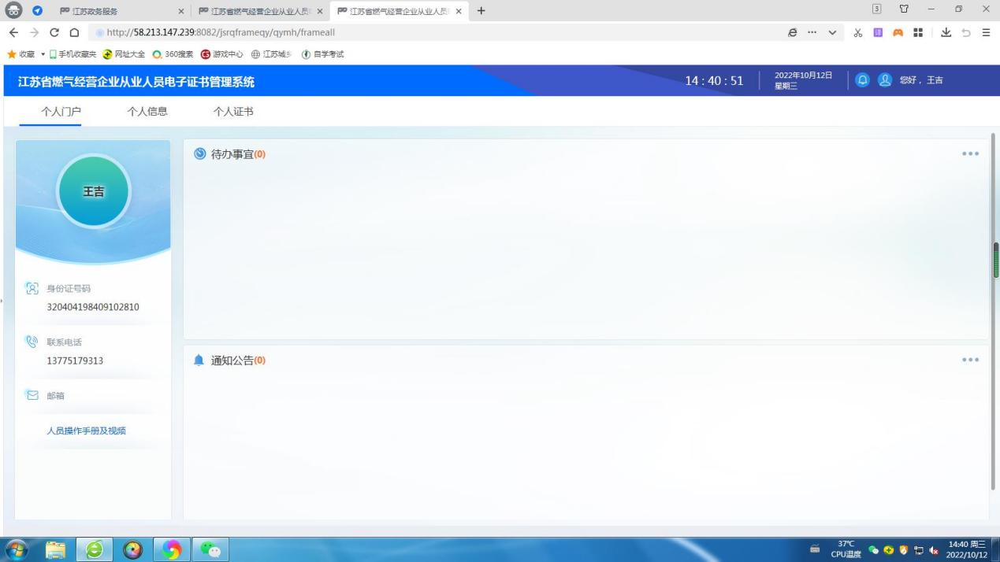 江苏政务服务
江苏省燃气经营企业从业人员
江苏省燃气经营企业从业人员
3
http://58.213.147.239:8082/jsrqframeqy/qymh/frameall
译
收藏 手机收藏夹 网址大全 360搜索 游戏中心 江苏城乡 自学考试
江苏省燃气经营企业从业人员电子证书管理系统
14 : 40 : 51
2022年10月12日
星期三
您好，王吉
个人门户 个人信息 个人证书
王吉
身份证号码
320404198409102810
联系电话
13775179313
邮箱
人员操作手册及视频
待办事宜(0)
通知公告(0)
37℃
CPU温度
14:40 周三
2022/10/12